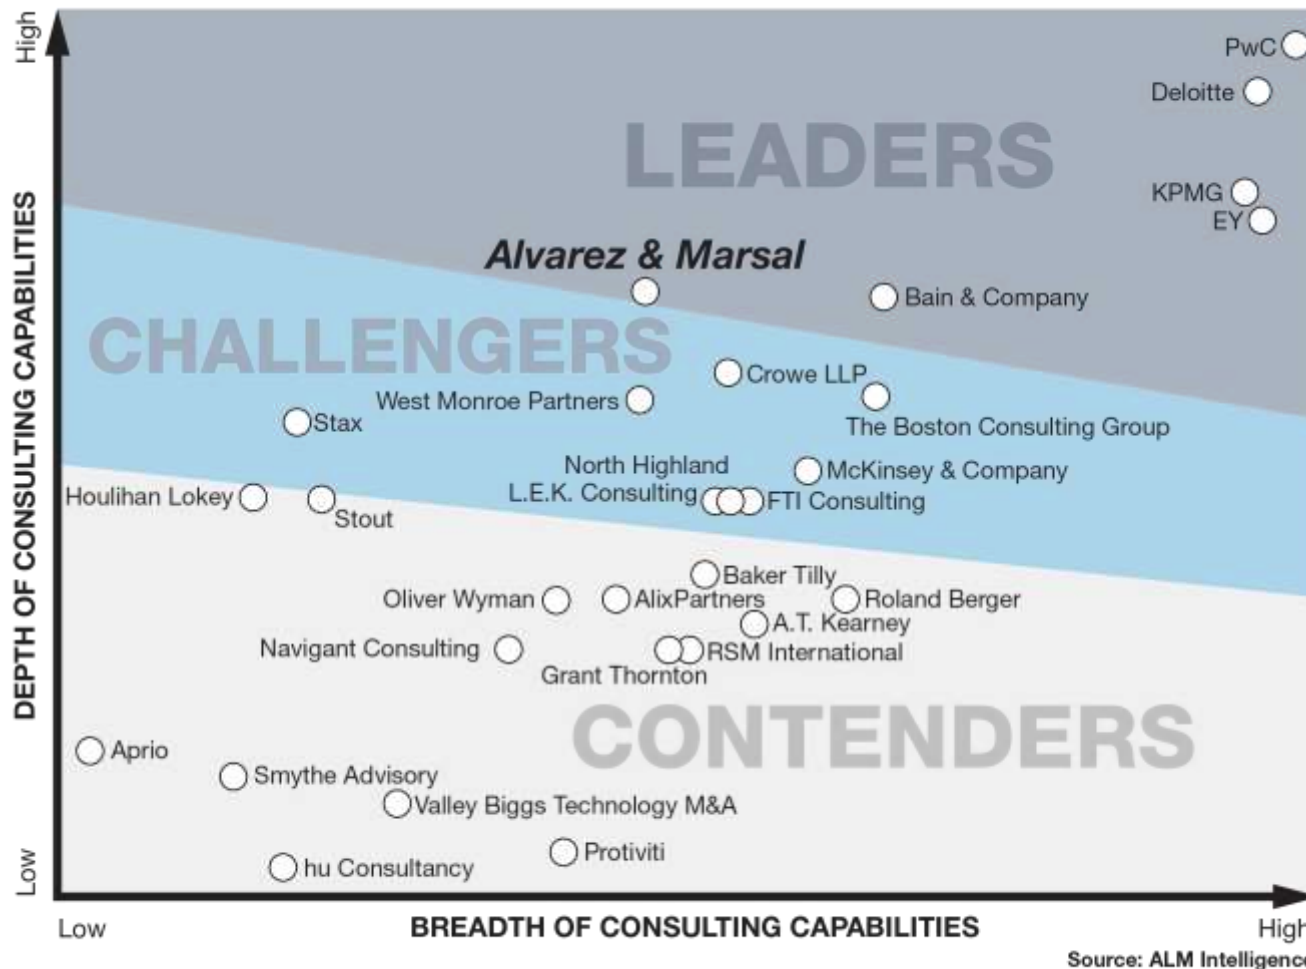 High
PwC
Deloitte
LEADERS
KPMG
EY
Alvarez & Marsal
Bain & Company
CHALLENGERS
Crowe LLP
West Monroe Partners
Stax
The Boston Consulting Group
North Highland
McKinsey & Company
L.E.K. Consulting
FTI Consulting
Houlihan Lokey
Stout
Baker Tilly
Oliver Wyman
AlixPartners
Roland Berger
A.T. Kearney
Navigant Consulting
RSM International
Grant Thornton
CONTENDERS
Aprio
Smythe Advisory
Valley Biggs Technology M&A
Protiviti
hu Consultancy
DEPTH OF CONSULTING CAPABILITIES
Low
Low
BREADTH OF CONSULTING CAPABILITIES
High
Source: ALM Intelligence